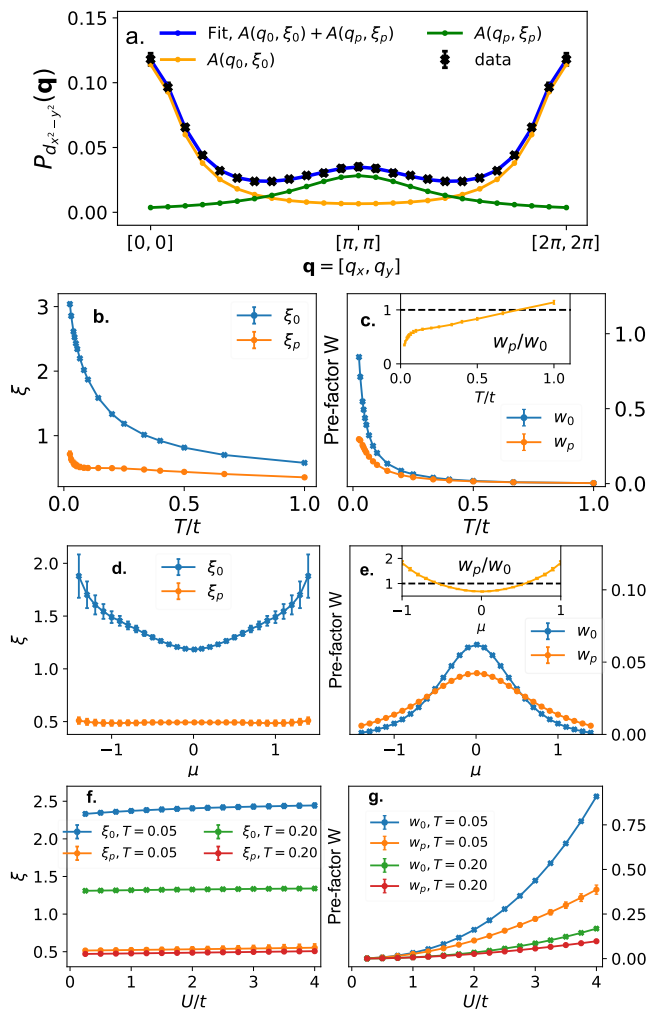 a.
Fit, A(q₀, ξ₀) + A(qₚ, ξₚ)
A(q₀, ξ₀)
A(qₚ, ξₚ)
data
0.15
0.10
0.05
0.00
P_{d_{x²−y²}}(q)
[0, 0]
[π, π]
[2π, 2π]
q = [qₓ, q_y]
b.
ξ₀
ξₚ
3
2
1
ξ
0.0
0.5
1.0
T/t
c.
1
0
wₚ/w₀
0.0
0.5
1.0
T/t
w₀
wₚ
Pre-factor W
1.0
0.5
0.0
0.0
0.5
1.0
T/t
d.
ξ₀
ξₚ
2.0
1.5
1.0
0.5
ξ
−1
0
1
μ
e.
2
1
wₚ/w₀
−1
0
1
μ
w₀
wₚ
Pre-factor W
0.10
0.05
0.00
−1
0
1
μ
f.
ξ₀, T = 0.05
ξₚ, T = 0.05
ξ₀, T = 0.20
ξₚ, T = 0.20
2.5
2.0
1.5
1.0
0.5
ξ
0
1
2
3
4
U/t
g.
w₀, T = 0.05
wₚ, T = 0.05
w₀, T = 0.20
wₚ, T = 0.20
Pre-factor W
0.75
0.50
0.25
0.00
0
1
2
3
4
U/t